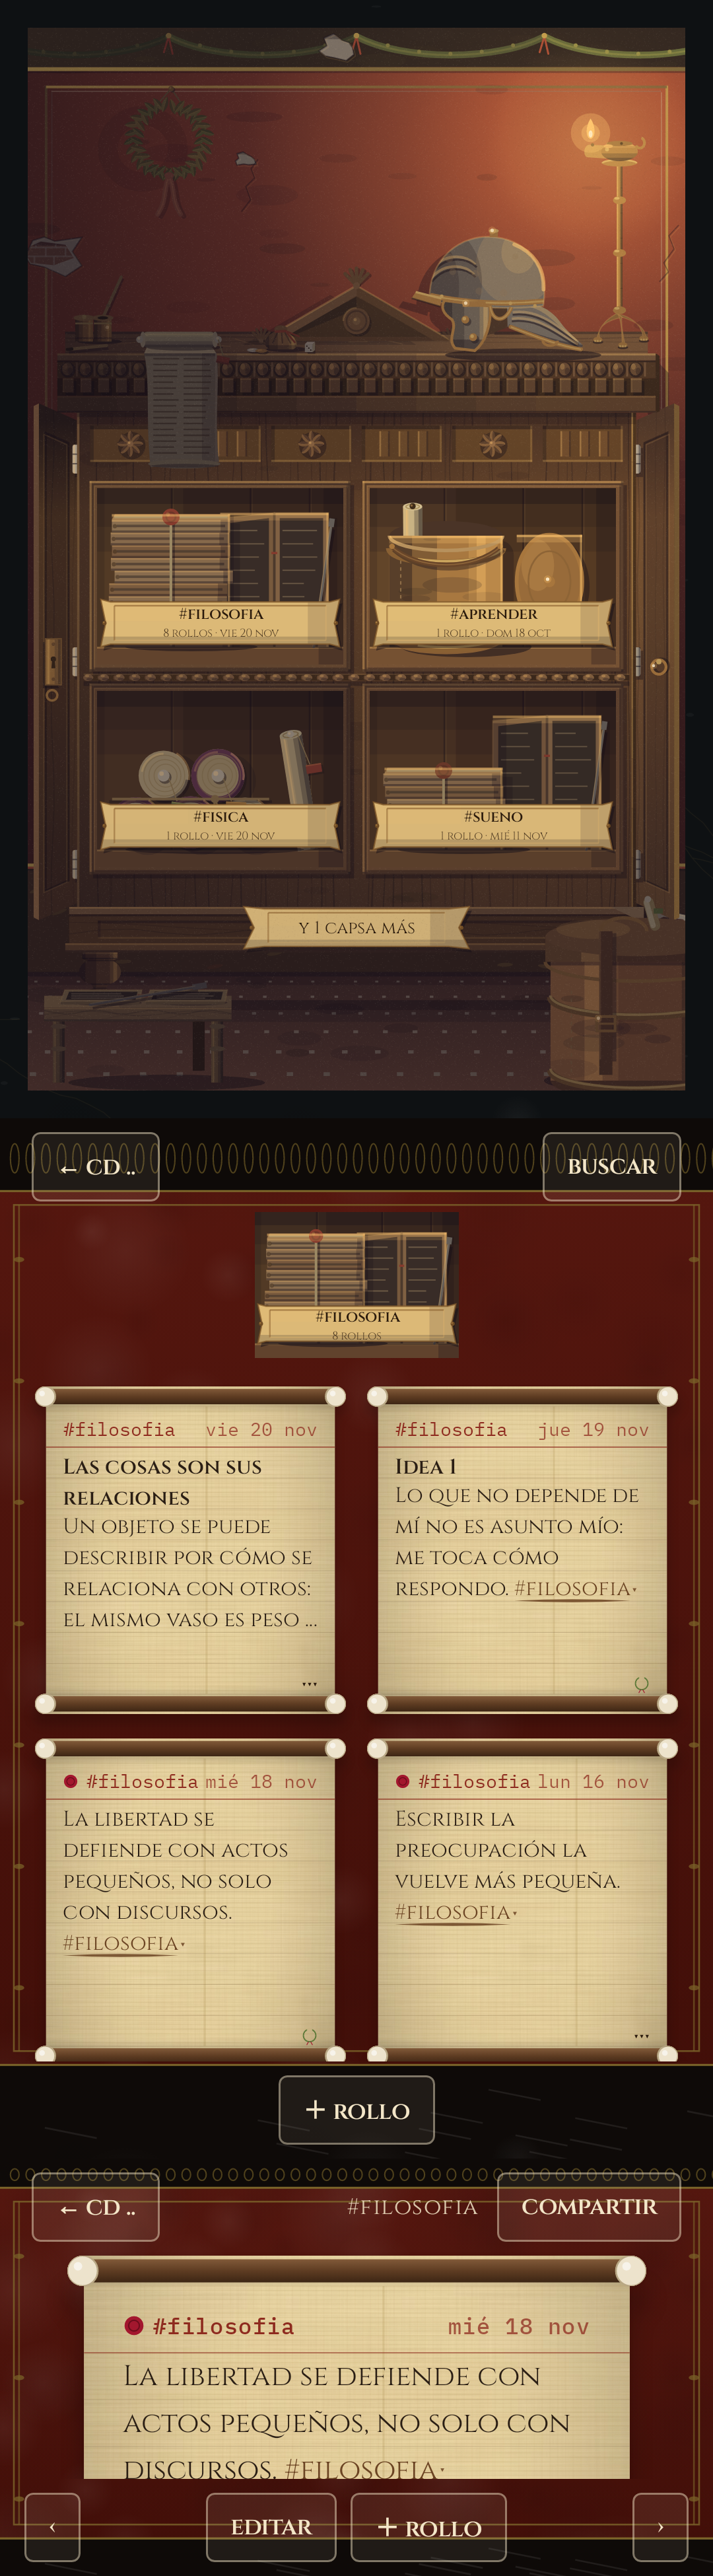 #FILOSOFIA
8 ROLLOS · VIE 20 NOV
#APRENDER
1 ROLLO · DOM 18 OCT
#FISICA
1 ROLLO · VIE 20 NOV
#SUENO
1 ROLLO · MIÉ 11 NOV
Y 1 CAPSA MÁS
← CD ..
BUSCAR
#FILOSOFIA
8 ROLLOS
#filosofia vie 20 nov
Las cosas son sus
relaciones
Un objeto se puede
describir por cómo se
relaciona con otros:
el mismo vaso es peso ...
#filosofia jue 19 nov
Idea 1
Lo que no depende de
mí no es asunto mío:
me toca cómo
respondo. #filosofia
#filosofia mié 18 nov
La libertad se
defiende con actos
pequeños, no solo
con discursos.
#filosofia
#filosofia lun 16 nov
Escribir la
preocupación la
vuelve más pequeña.
#filosofia
+ ROLLO
← CD ..
#FILOSOFIA
COMPARTIR
#filosofia mié 18 nov
La libertad se defiende con
actos pequeños, no solo con
discursos. #filosofia
‹
EDITAR
+ ROLLO
›